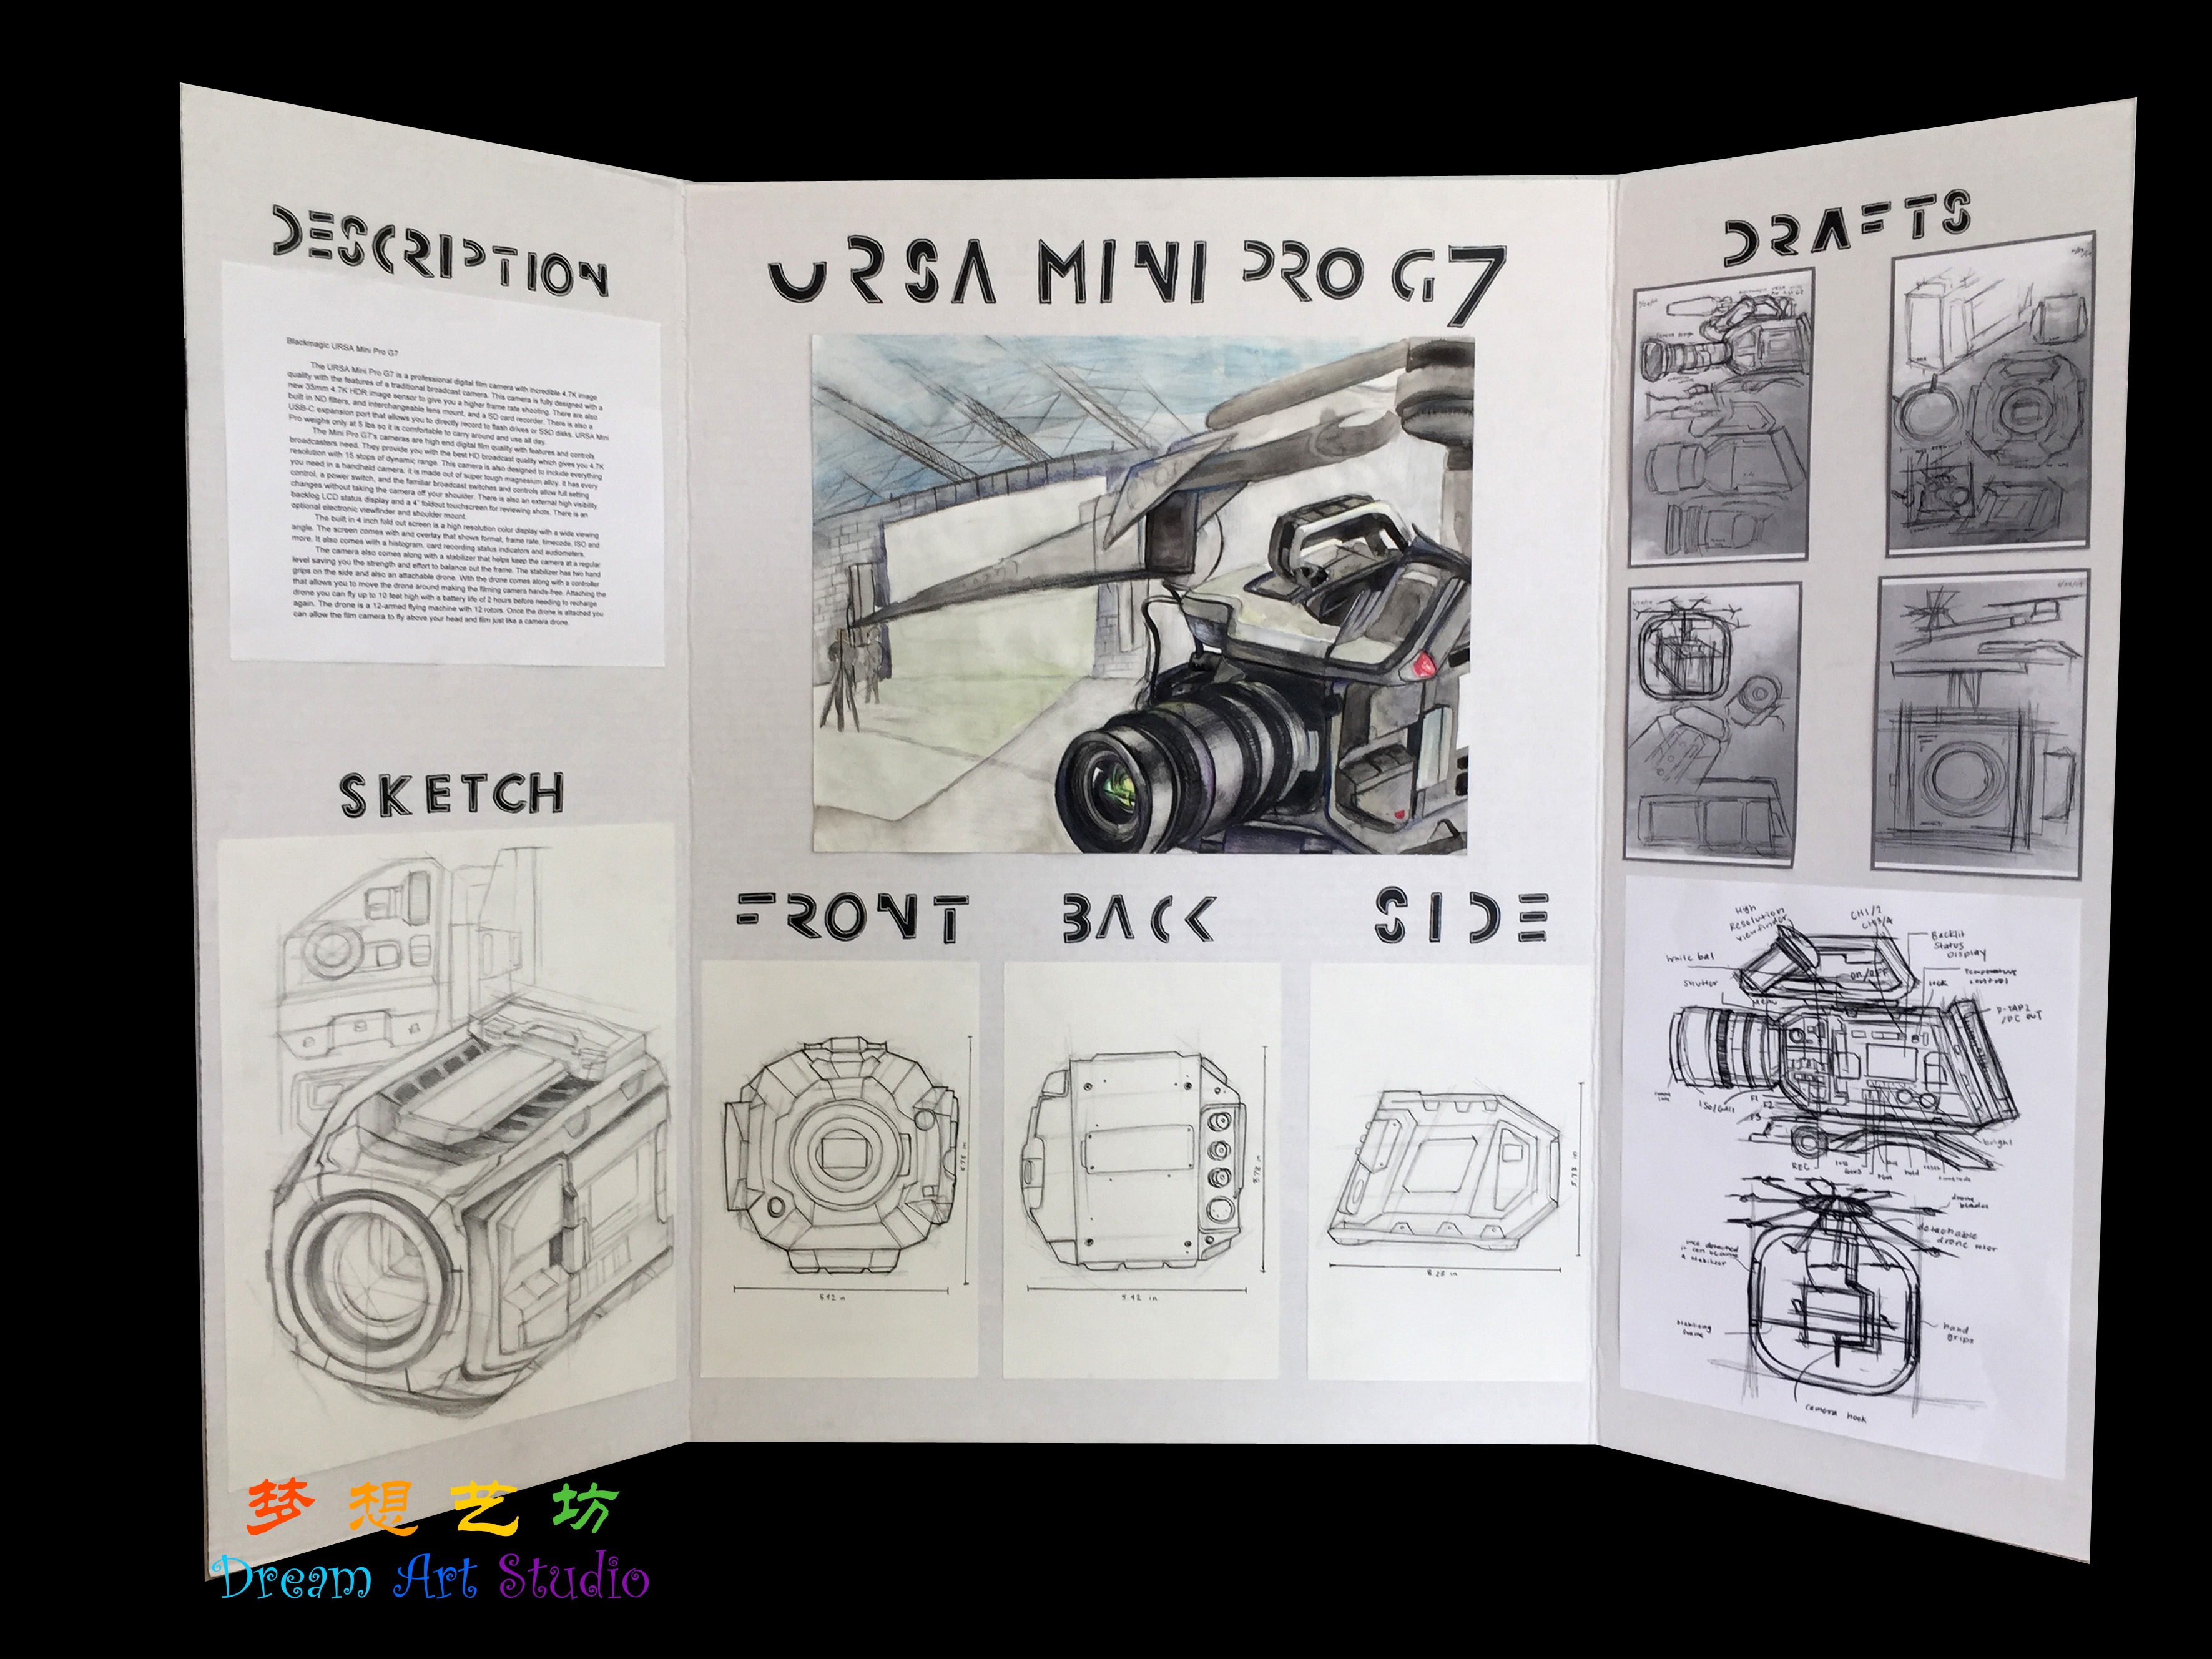 DESCRIPTION
Blackmagic URSA Mini Pro G7
The URSA Mini Pro G7 is a professional digital film camera with Incredible 4.7K image
quality with the features of a traditional broadcast camera. This camera is fully designed with a
new 35mm 4.7K HDR image sensor to give you a higher frame rate shooting. There are also
built in ND filters, and interchangeable lens mount, and a SD card recorder. There is also a
USB-C expansion port that allows you to directly record to flash drives or SSD disks. URSA Mini
Pro weighs only at 5 lbs so it is comfortable to carry around and use all day.
The Mini Pro G7's cameras are high end digital film quality with features and controls
broadcasters need. They provide you with the best HD broadcast quality which gives you 4.7K
resolution with 15 stops of dynamic range. This camera is also designed to include everything
you need in a handheld camera; it is made out of super tough magnesium alloy. It has every
control, a power switch, and the familiar broadcast switches and controls allow full setting
changes without taking the camera off your shoulder. There is also an external high visibility
backlog LCD status display and a 4" foldout touchscreen for reviewing shots. There is an
optional electronic viewfinder and shoulder mount.
The built in 4 inch fold out screen is a high resolution color display with a wide viewing
angle. The screen comes with and overlay that shows format, frame rate, timecode, ISO and
more. It also comes with a histogram, card recording status indicators and audiometers.
The camera also comes along with a stabilizer that helps keep the camera at a regular
level saving you the strength and effort to balance out the frame. The stabilizer has two hand
grips on the side and also an attachable drone. With the drone comes along with a controller
that allows you to move the drone around making the filming camera hands-free. Attaching the
drone you can fly up to 10 feet high with a battery life of 2 hours before needing to recharge
again. The drone is a 12-armed flying machine with 12 rotors. Once the drone is attached you
can allow the film camera to fly above your head and film just like a camera drone.
SKETCH
URSA MINI PRO G7
FRONT BACK SIDE
5.78 in
5.42 in
5.78 in
5.42 in
5.78 in
8.28 in
DRAFTS
High
Resolution
viewfinder
CH1/2
Backlit
Status
Display
While bal
Shutter
Menu
lock
Temperature
control
P-TAP2
/DC OUT
ISO/Gain
F1
F2
F3
bright
REC
drone
blades
detachable
drone rotor
once detached
it can become
a stabilizer
Stabilizing
frame
Hand
grips
camera hook
梦想艺坊
Dream Art Studio